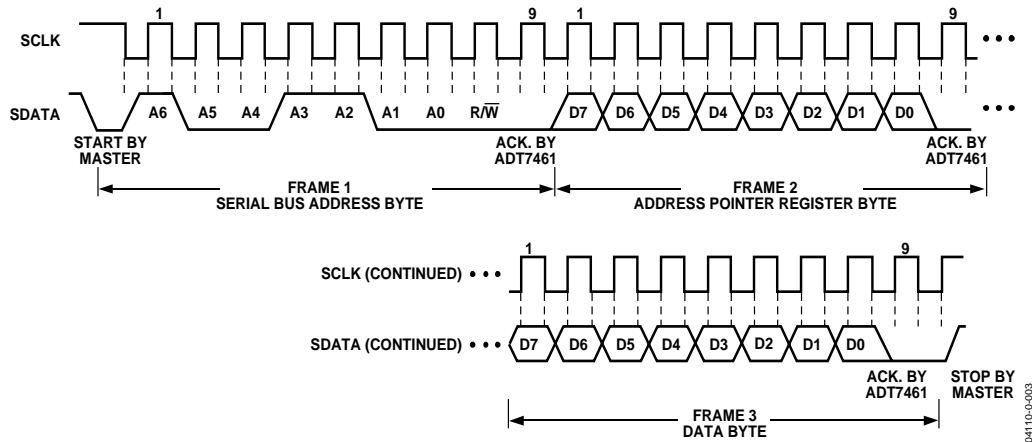 1 9 1 9
SCLK
SDATA A6 A5 A4 A3 A2 A1 A0 R/W̅ D7 D6 D5 D4 D3 D2 D1 D0
START BY MASTER
ACK. BY ADT7461
ACK. BY ADT7461
FRAME 1
SERIAL BUS ADDRESS BYTE
FRAME 2
ADDRESS POINTER REGISTER BYTE
1 9
SCLK (CONTINUED)
SDATA (CONTINUED) D7 D6 D5 D4 D3 D2 D1 D0
ACK. BY ADT7461
STOP BY MASTER
FRAME 3
DATA BYTE
04110-0-003